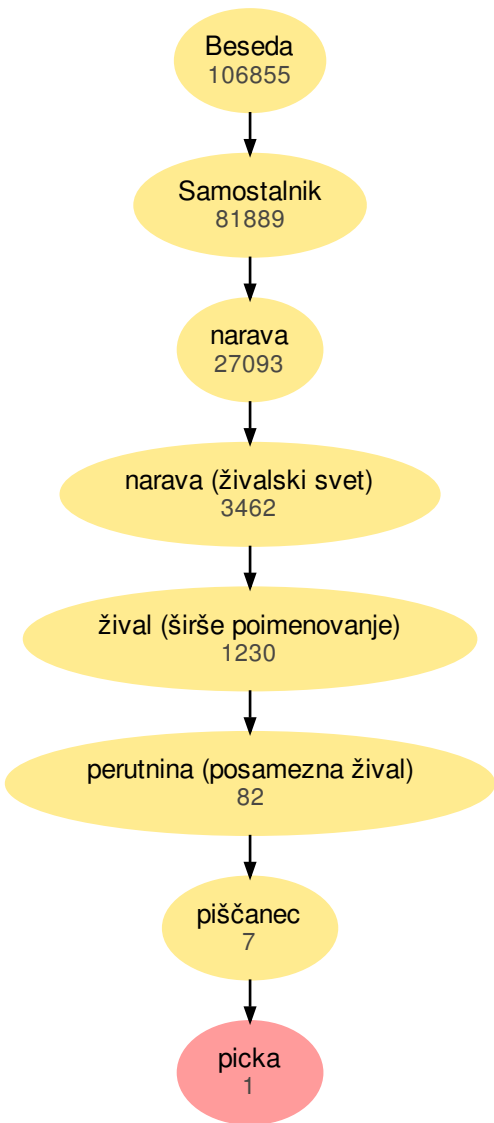 Beseda
106855
Samostalnik
81889
narava
27093
narava (živalski svet)
3462
žival (širše poimenovanje)
1230
perutnina (posamezna žival)
82
piščanec
7
picka
1